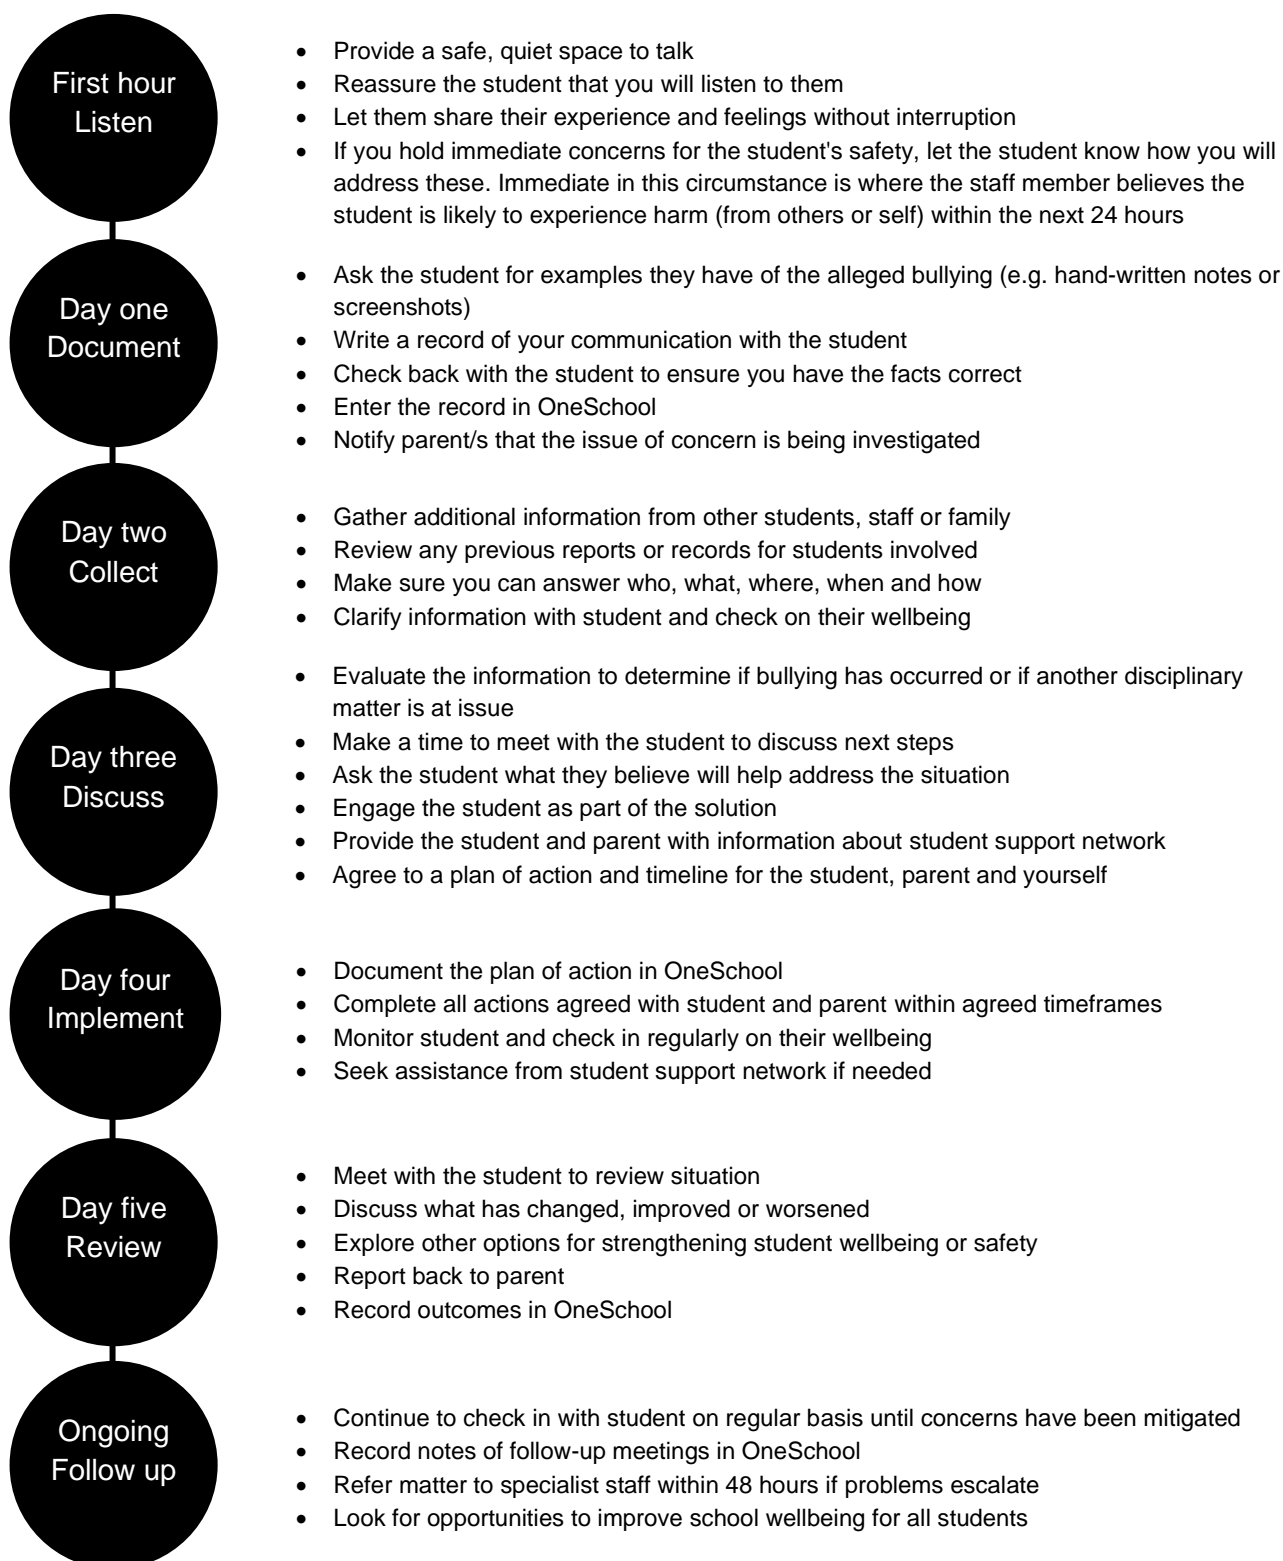 First hour
Listen
• Provide a safe, quiet space to talk
• Reassure the student that you will listen to them
• Let them share their experience and feelings without interruption
• If you hold immediate concerns for the student's safety, let the student know how you will
address these. Immediate in this circumstance is where the staff member believes the
student is likely to experience harm (from others or self) within the next 24 hours
Day one
Document
• Ask the student for examples they have of the alleged bullying (e.g. hand-written notes or
screenshots)
• Write a record of your communication with the student
• Check back with the student to ensure you have the facts correct
• Enter the record in OneSchool
• Notify parent/s that the issue of concern is being investigated
Day two
Collect
• Gather additional information from other students, staff or family
• Review any previous reports or records for students involved
• Make sure you can answer who, what, where, when and how
• Clarify information with student and check on their wellbeing
Day three
Discuss
• Evaluate the information to determine if bullying has occurred or if another disciplinary
matter is at issue
• Make a time to meet with the student to discuss next steps
• Ask the student what they believe will help address the situation
• Engage the student as part of the solution
• Provide the student and parent with information about student support network
• Agree to a plan of action and timeline for the student, parent and yourself
Day four
Implement
• Document the plan of action in OneSchool
• Complete all actions agreed with student and parent within agreed timeframes
• Monitor student and check in regularly on their wellbeing
• Seek assistance from student support network if needed
Day five
Review
• Meet with the student to review situation
• Discuss what has changed, improved or worsened
• Explore other options for strengthening student wellbeing or safety
• Report back to parent
• Record outcomes in OneSchool
Ongoing
Follow up
• Continue to check in with student on regular basis until concerns have been mitigated
• Record notes of follow-up meetings in OneSchool
• Refer matter to specialist staff within 48 hours if problems escalate
• Look for opportunities to improve school wellbeing for all students